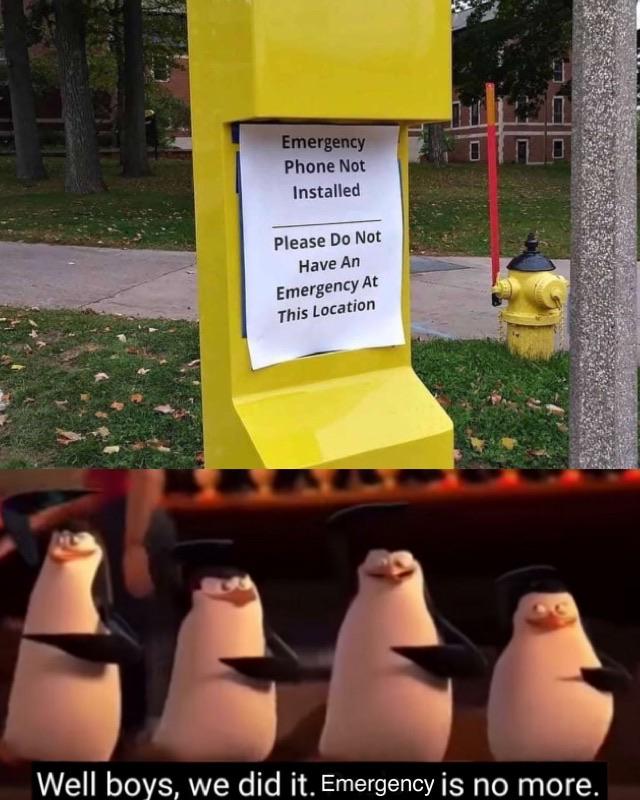 Emergency
Phone Not
Installed
Please Do Not
Have An
Emergency At
This Location
Well boys, we did it. Emergency is no more.